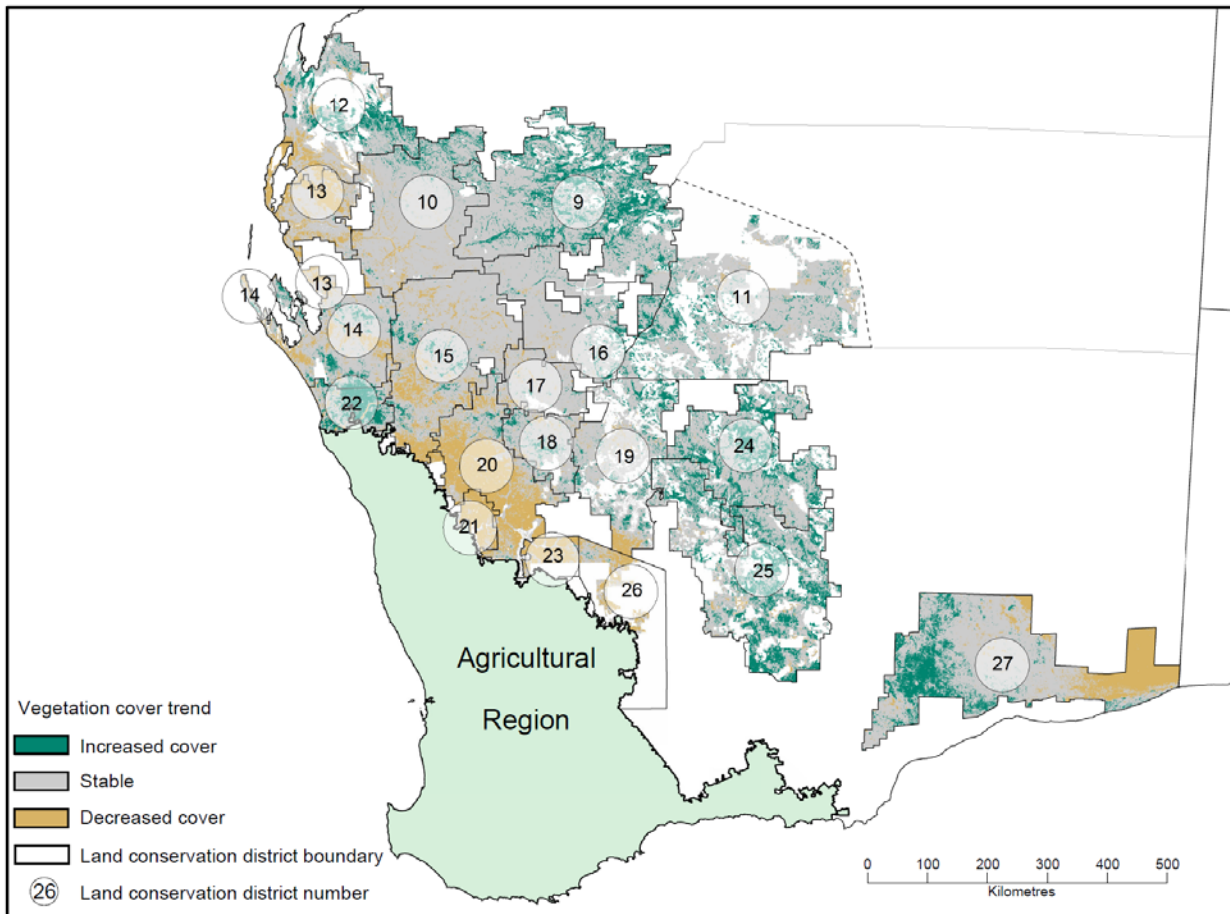 12
13
10
9
13
14
11
14
15
16
17
22
18
24
19
20
21
23
25
26
27
Agricultural
Region
Vegetation cover trend
Increased cover
Stable
Decreased cover
Land conservation district boundary
26 Land conservation district number
0 100 200 300 400 500
Kilometres